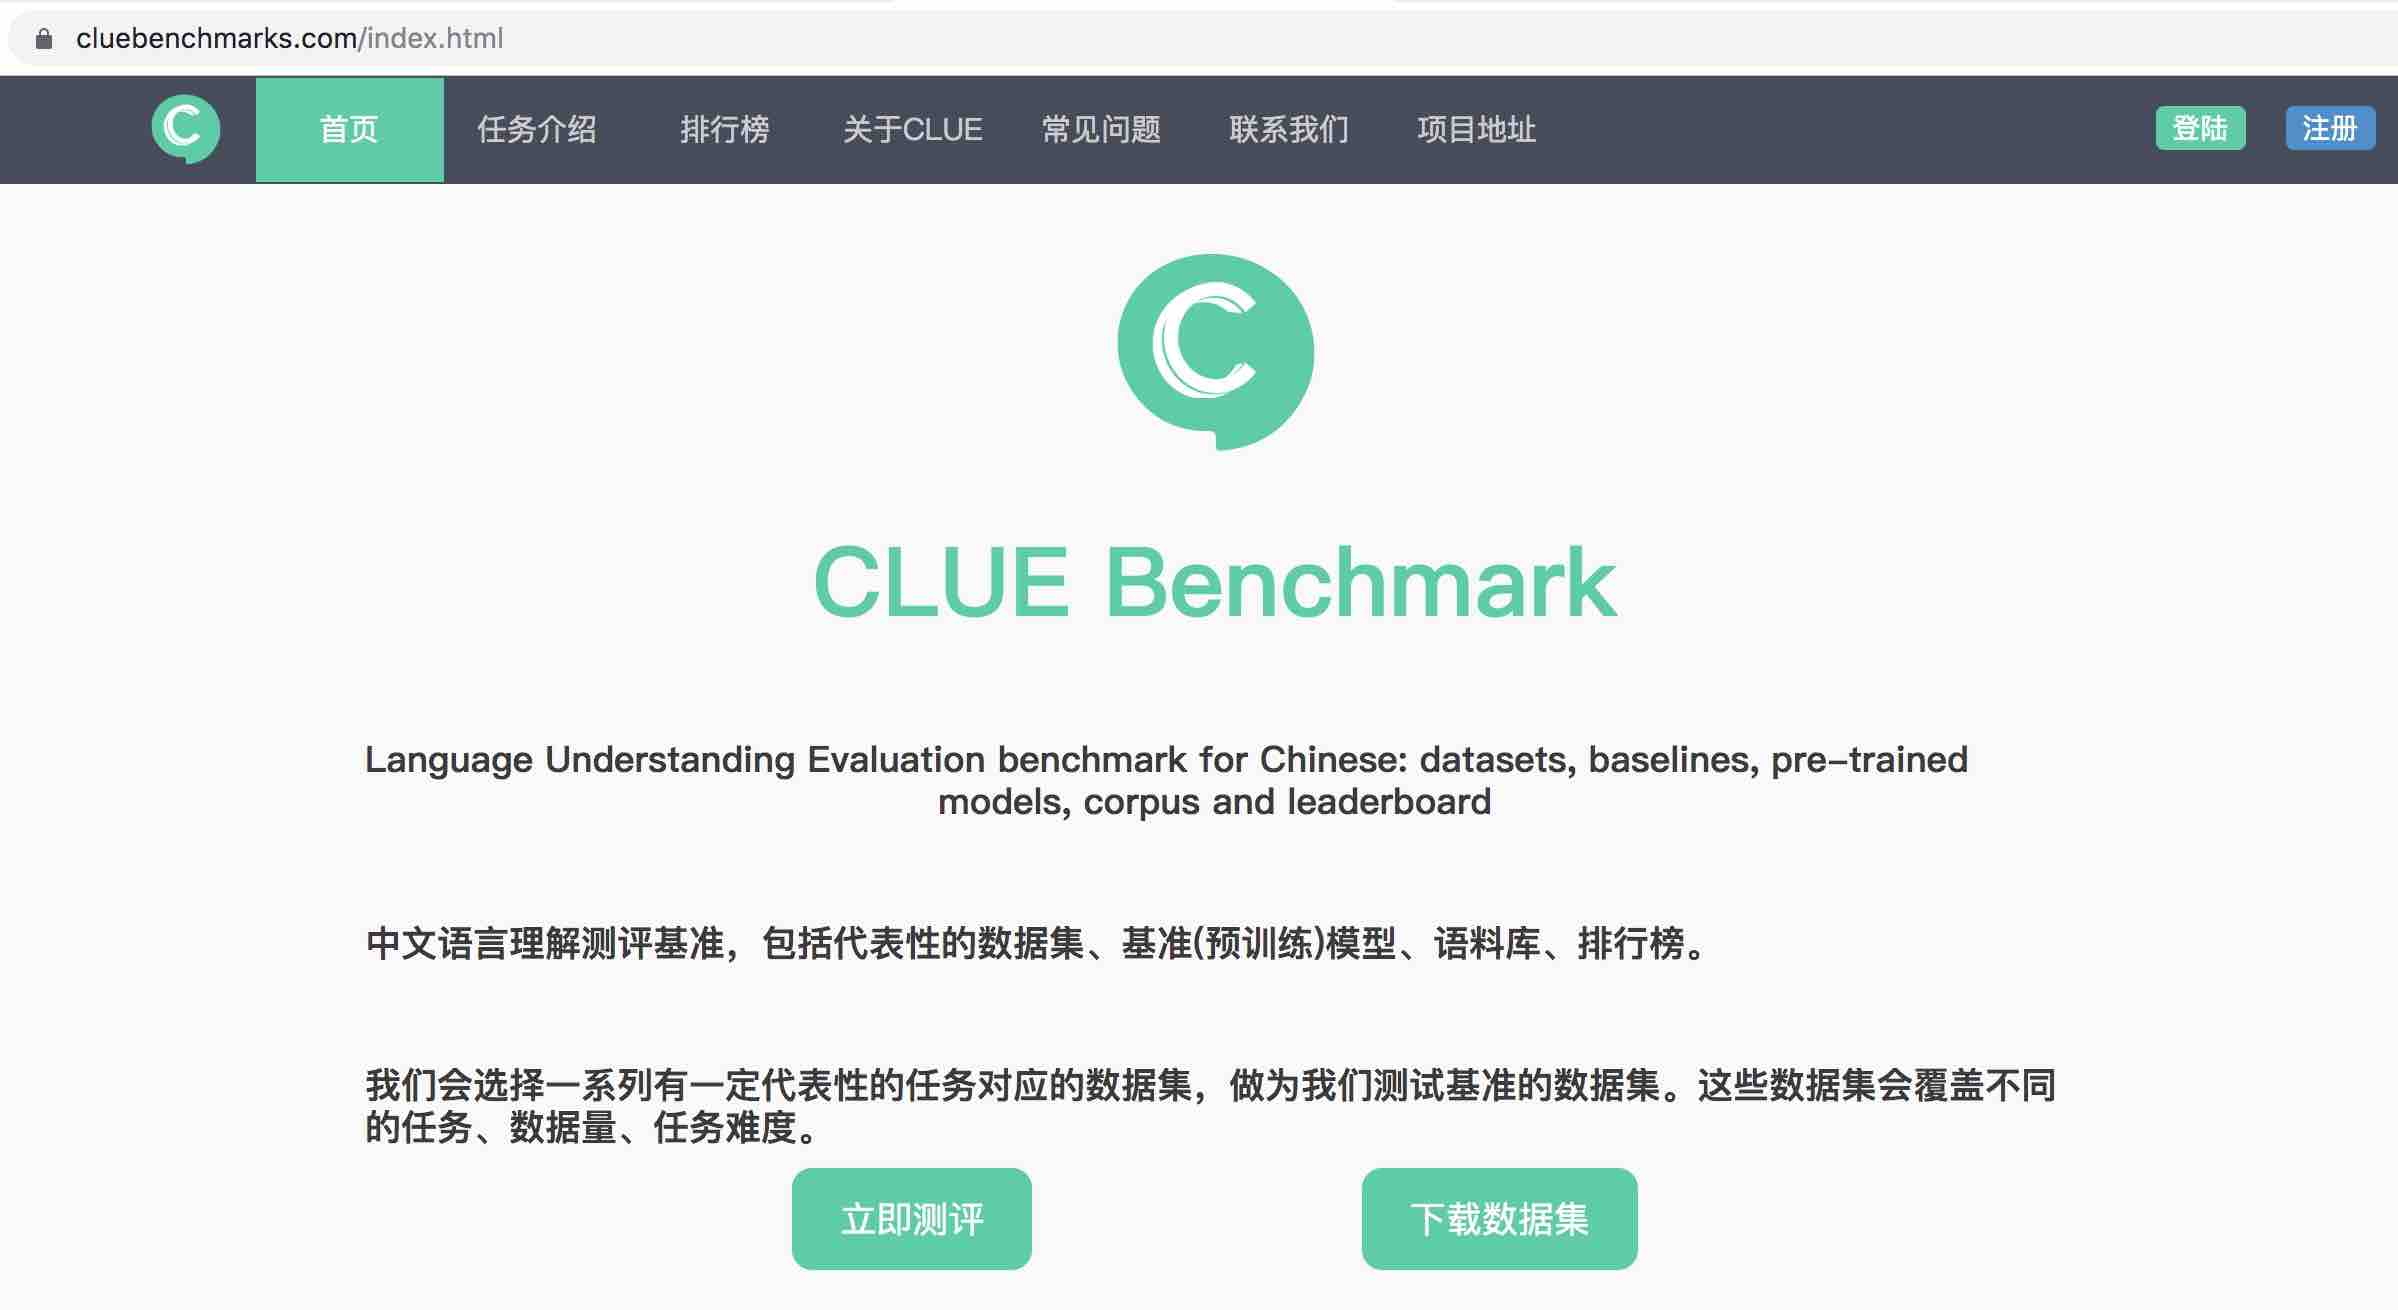 cluebenchmarks.com/index.html
C 首页 任务介绍 排行榜 关于CLUE 常见问题 联系我们 项目地址 登陆 注册
C
CLUE Benchmark
Language Understanding Evaluation benchmark for Chinese: datasets, baselines, pre-trained
models, corpus and leaderboard
中文语言理解测评基准，包括代表性的数据集、基准(预训练)模型、语料库、排行榜。
我们会选择一系列有一定代表性的任务对应的数据集，做为我们测试基准的数据集。这些数据集会覆盖不同
的任务、数据量、任务难度。
立即测评 下载数据集